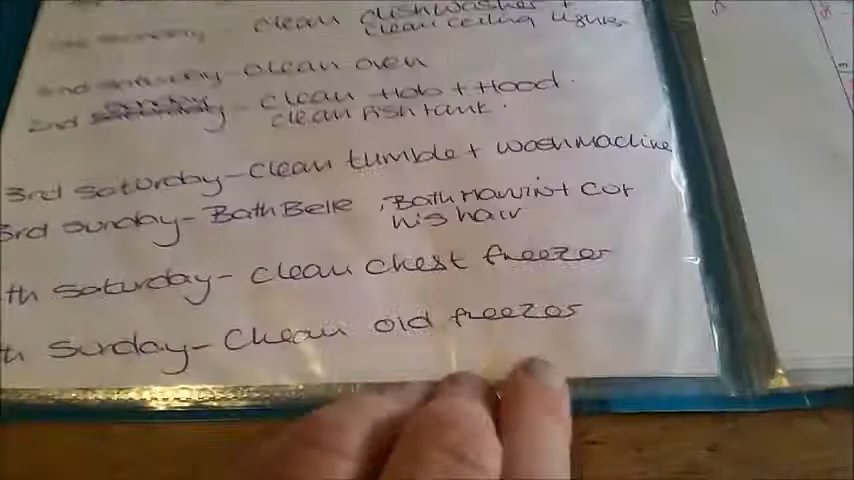 clean dishwasher +
clean ceiling lights
2nd saturday - clean oven
2nd sunday - clean Hob + Hood.
clean fish tank.
3rd saturday - clean tumble + wash machine
3rd sunday - Bath Belle , Bath Marvin + cut
his hair
th saturday - clean chest freezer
th sunday - clean old freezer